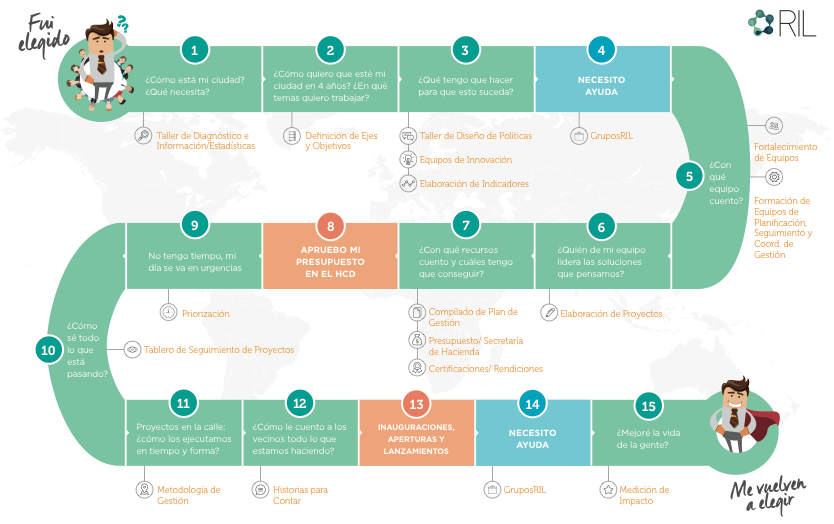 Fui
elegido
??
RIL
1
¿Cómo está mi ciudad?
¿Qué necesita?
2
¿Cómo quiero que esté mi
ciudad en 4 años? ¿En qué
temas quiero trabajar?
3
¿Qué tengo que hacer
para que esto suceda?
4
NECESITO
AYUDA
Taller de Diagnóstico e
Información/Estadísticas
Definición de Ejes
y Objetivos
Taller de Diseño de Políticas
Equipos de Innovación
Elaboración de Indicadores
GruposRIL
5
¿Con
qué
equipo
cuento?
Fortalecimiento
de Equipos
Formación de
Equipos de
Planificación,
Seguimiento y
Coord. de
Gestión
9
No tengo tiempo, mi
día se va en urgencias
8
APRUEBO MI
PRESUPUESTO
EN EL HCD
7
¿Con qué recursos
cuento y cuáles tengo
que conseguir?
6
¿Quién de mi equipo
lidera las soluciones
que pensamos?
Priorización
Compilado de Plan de
Gestión
Presupuesto/ Secretaria
de Hacienda
Certificaciones/ Rendiciones
Elaboración de Proyectos
10
¿Cómo
sé todo
lo que
está
pasando?
Tablero de Seguimiento de Proyectos
11
Proyectos en la calle:
¿cómo los ejecutamos
en tiempo y forma?
12
¿Cómo le cuento a los
vecinos todo lo que
estamos haciendo?
13
INAUGURACIONES,
APERTURAS Y
LANZAMIENTOS
14
NECESITO
AYUDA
15
¿Mejoré la vida
de la gente?
Metodología de
Gestión
Historias para
Contar
GruposRIL
Medición de
Impacto
Me vuelven
a elegir